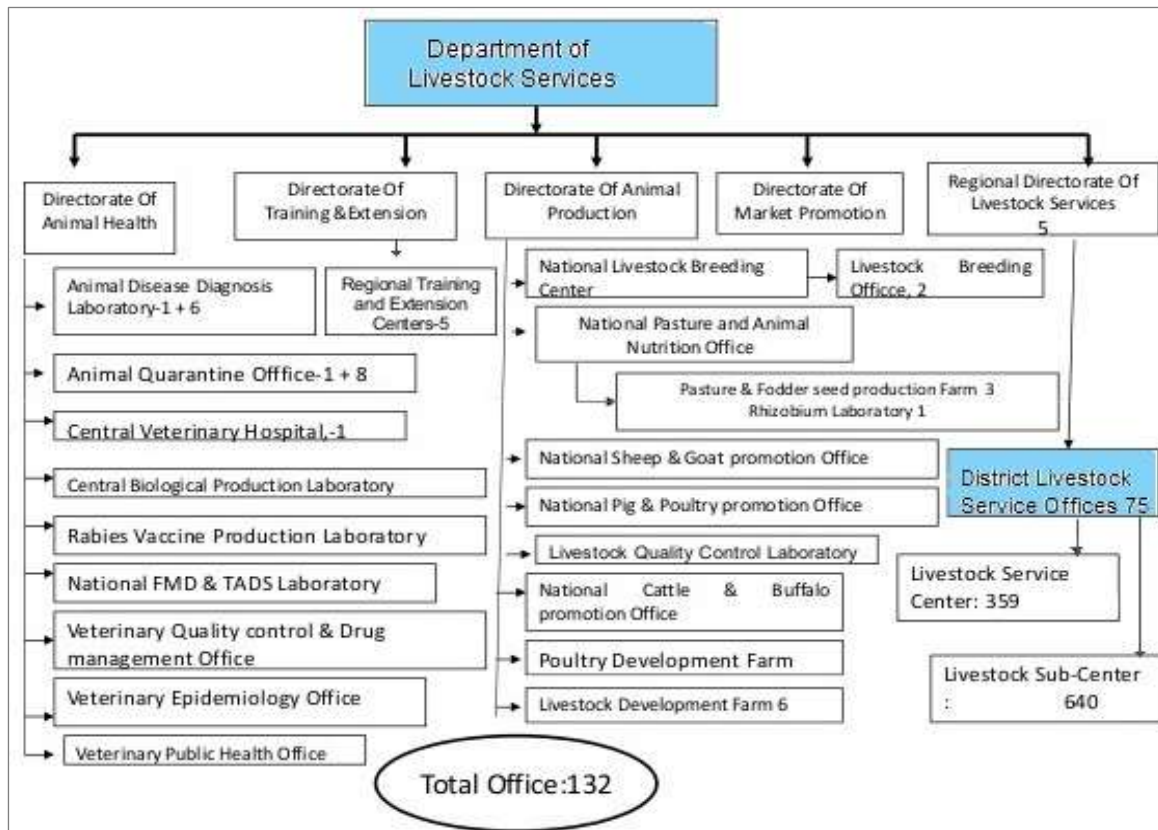 Department of
Livestock Services
Directorate Of
Animal Health
Directorate Of
Training &Extension
Directorate Of Animal
Production
Directorate Of
Market Promotion
Regional Directorate Of
Livestock Services
5
Animal Disease Diagnosis
Laboratory-1 + 6
Animal Quarantine Offfice-1 + 8
Central Veterinary Hospital,-1
Central Biological Production Laboratory
Rabies Vaccine Production Laboratory
National FMD & TADS Laboratory
Veterinary Quality control & Drug
management Office
Veterinary Epidemiology Office
Veterinary Public Health Office
Regional Training
and Extension
Centers-5
National Livestock Breeding
Center
Livestock Breeding
Officce, 2
National Pasture and Animal
Nutrition Office
Pasture & Fodder seed production Farm 3
Rhizobium Laboratory 1
National Sheep & Goat promotion Office
National Pig & Poultry promotion Office
Livestock Quality Control Laboratory
National Cattle & Buffalo
promotion Office
Poultry Development Farm
Livestock Development Farm 6
District Livestock
Service Offices 75
Livestock Service
Center: 359
Livestock Sub-Center
: 640
Total Office:132